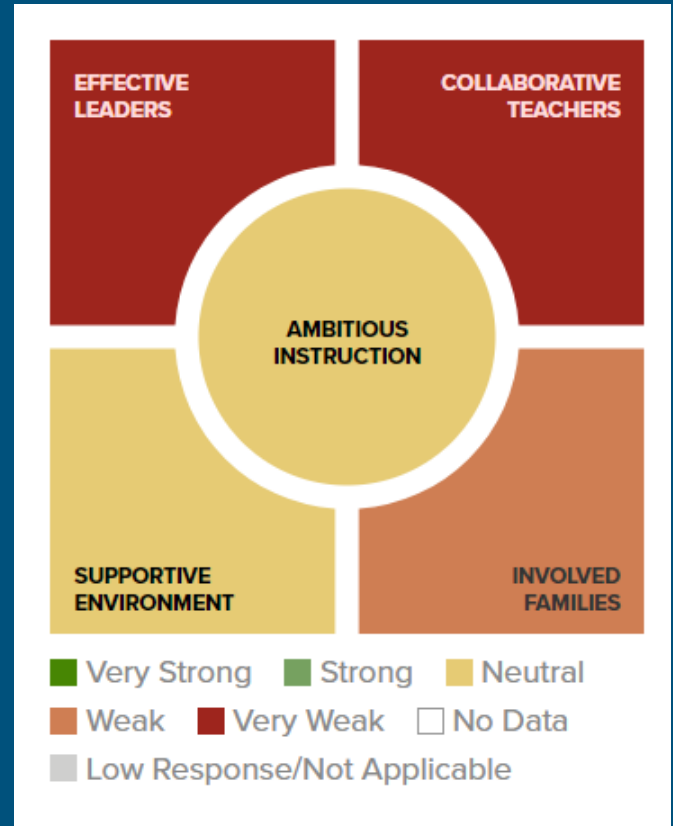 EFFECTIVE
LEADERS
COLLABORATIVE
TEACHERS
AMBITIOUS
INSTRUCTION
SUPPORTIVE
ENVIRONMENT
INVOLVED
FAMILIES
Very Strong Strong Neutral
Weak Very Weak No Data
Low Response/Not Applicable